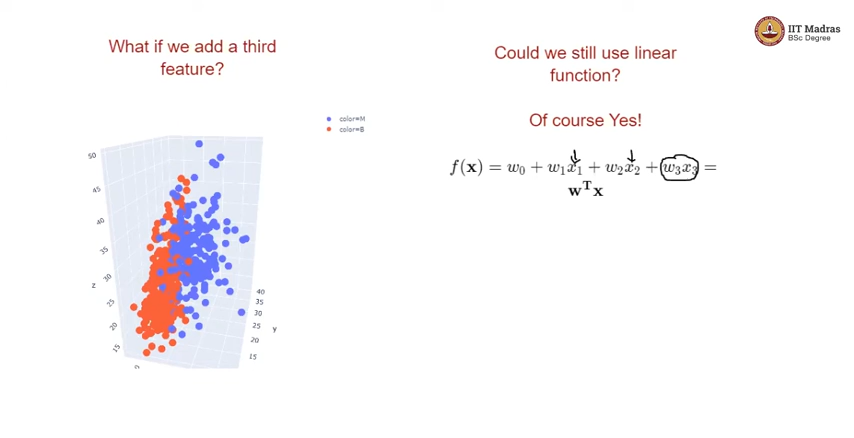 IIT Madras
BSc Degree
What if we add a third
feature?
Could we still use linear
function?
Of course Yes!
color=M
color=B
f(x) = w₀ + w₁x₁ + w₂x₂ + w₃x₃ =
wᵀx
50
45
40
35
30
25
20
15
z
0
40
35
30
25
20
15
y